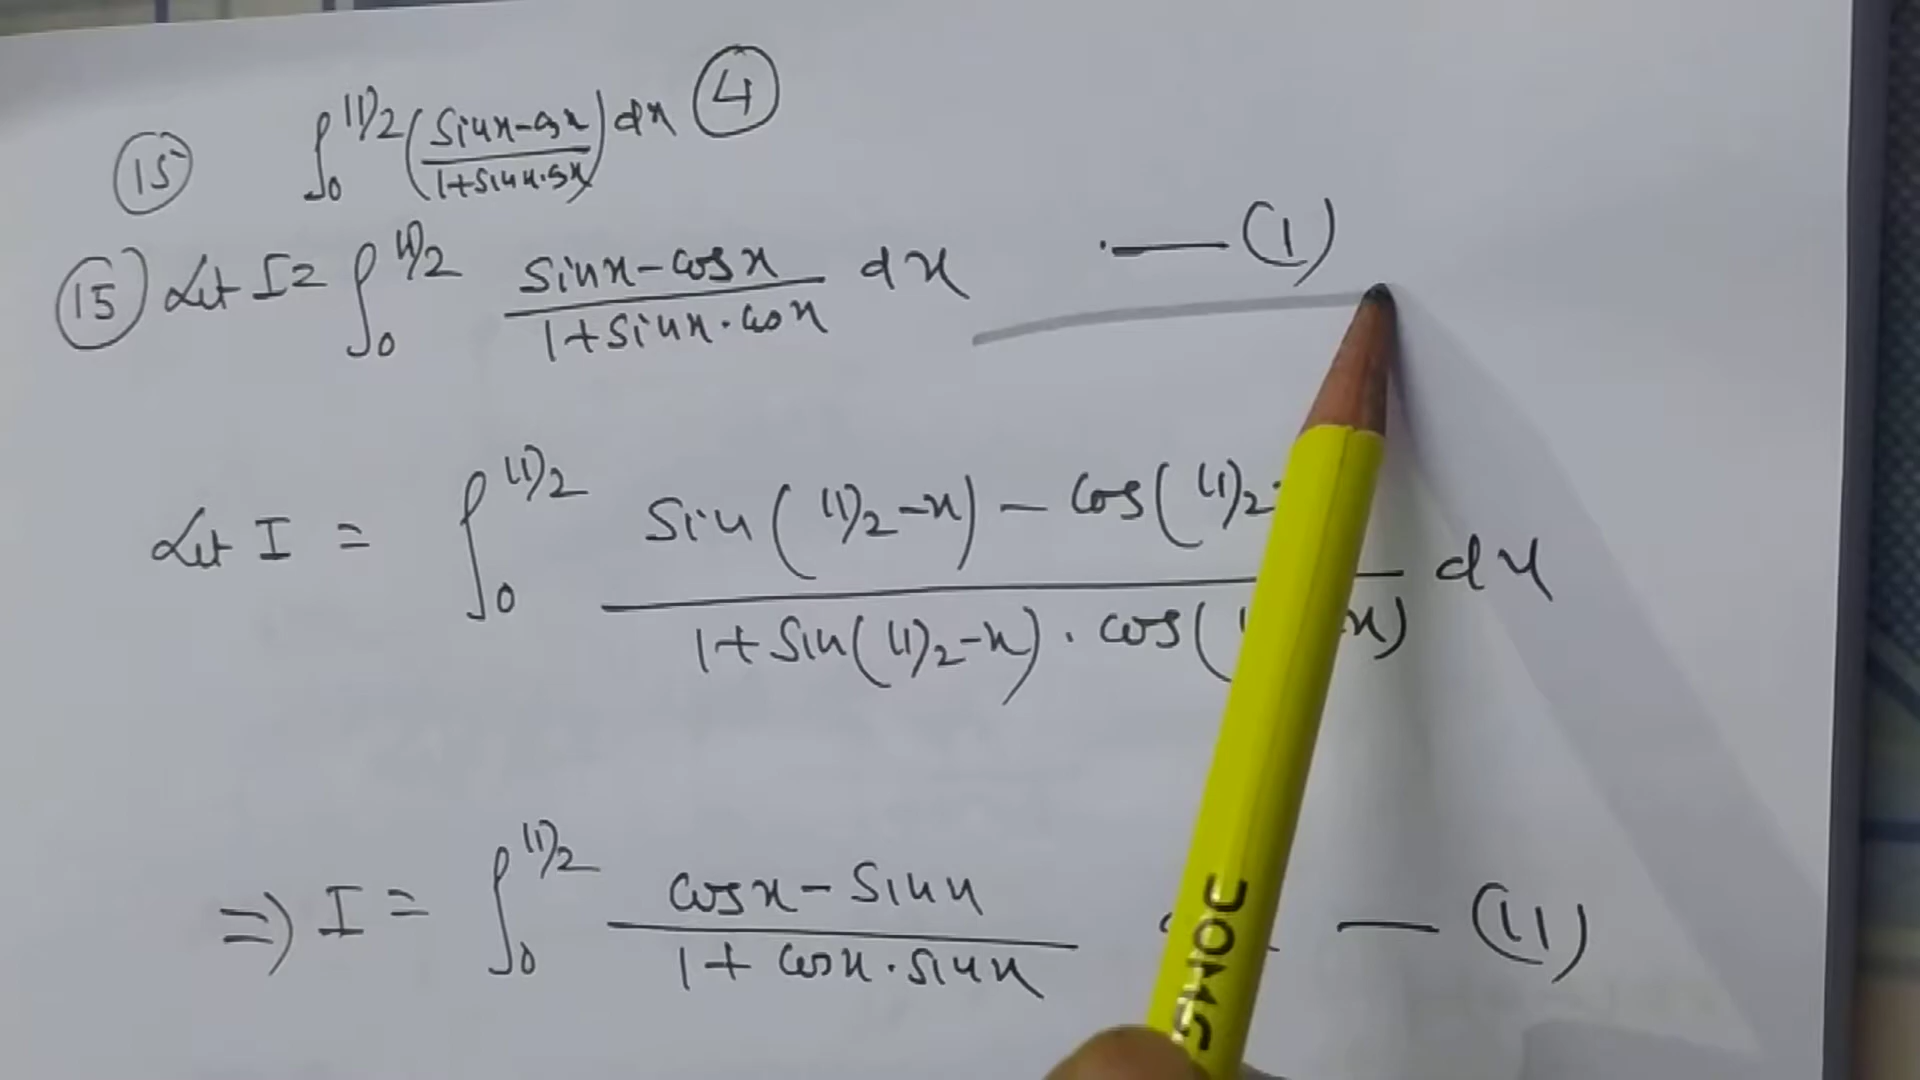 (15) ∫₀^π/2 (sinx-cosx / 1+sinx.cosx) dx (4)
(15) Let I = ∫₀^π/2 sinx-cosx / 1+sinx.cosx dx — (I)
Let I = ∫₀^π/2 sin(π/2-x) - cos(π/2 / 1+sin(π/2-x).cos( x) dx
⇒ I = ∫₀^π/2 cosx-sinx / 1+cosx.sinx — (II)
DOMS